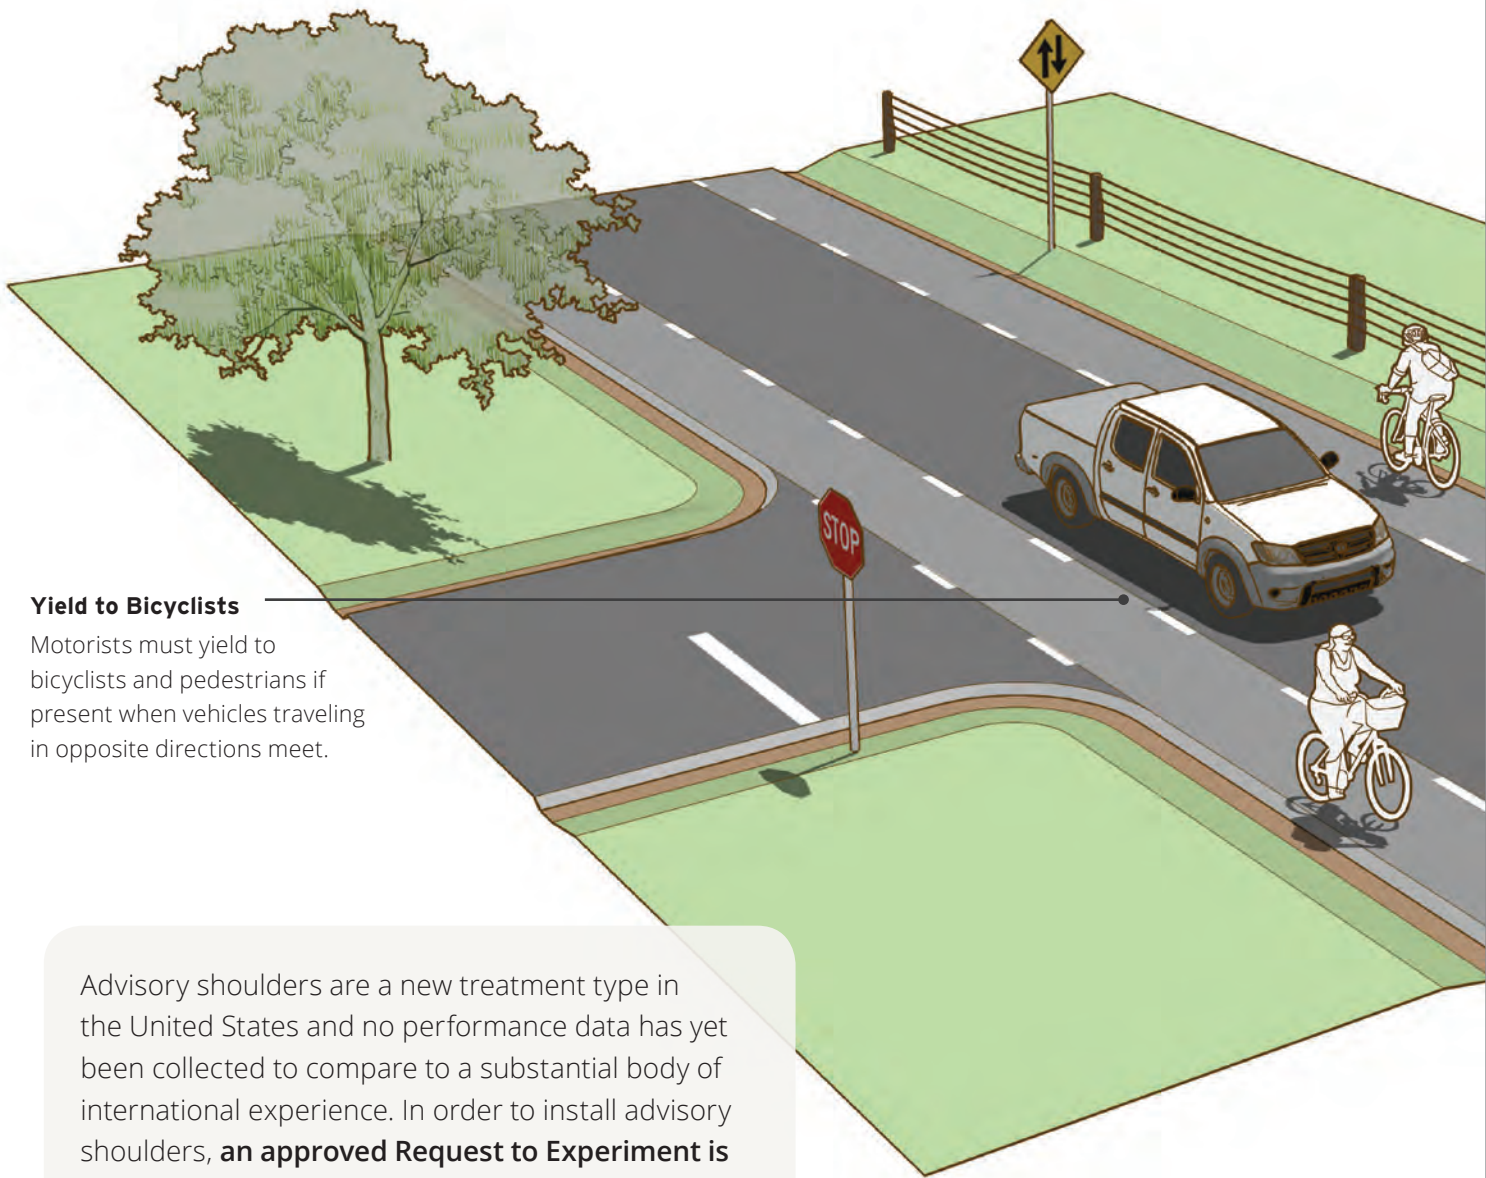 STOP
Yield to Bicyclists
Motorists must yield to
bicyclists and pedestrians if
present when vehicles traveling
in opposite directions meet.
Advisory shoulders are a new treatment type in
the United States and no performance data has yet
been collected to compare to a substantial body of
international experience. In order to install advisory
shoulders, an approved Request to Experiment is